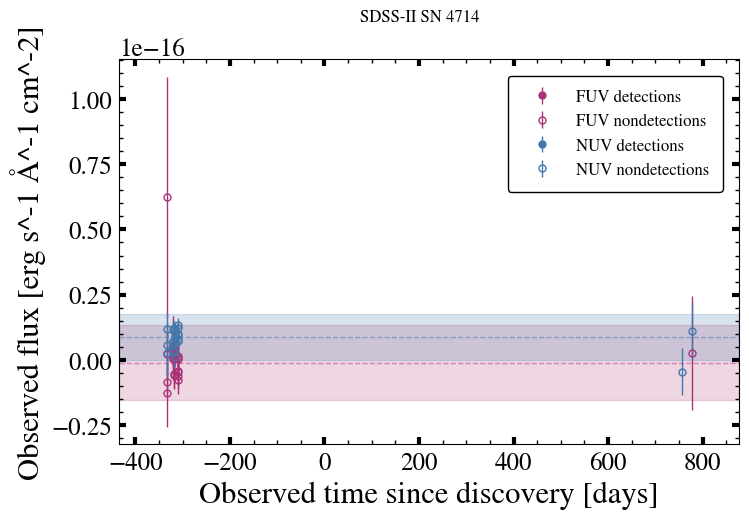 SDSS-II SN 4714
1e−16
1.00
0.75
0.50
0.25
0.00
−0.25
Observed flux [erg s^-1 Å^-1 cm^-2]
FUV detections
FUV nondetections
NUV detections
NUV nondetections
−400 −200 0 200 400 600 800
Observed time since discovery [days]